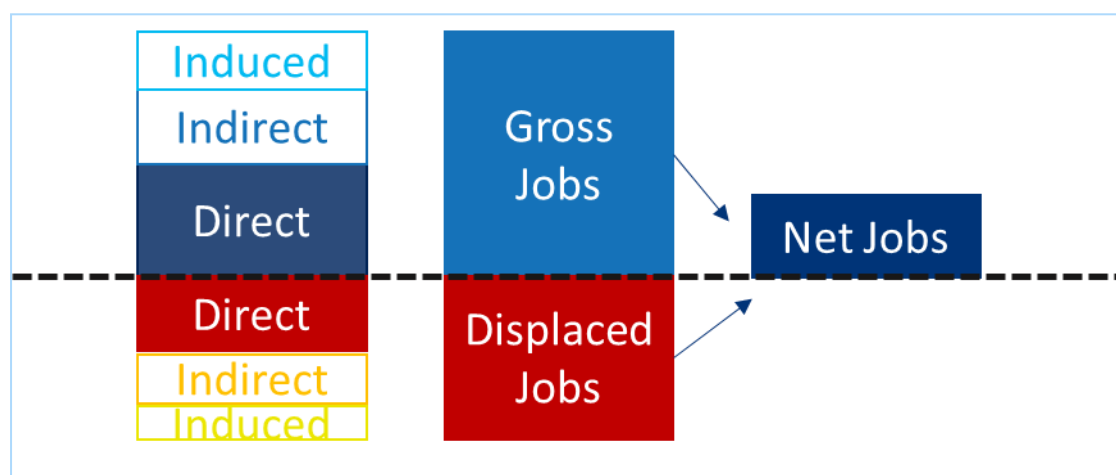 Induced
Indirect
Direct
Direct
Indirect
Induced
Gross
Jobs
Displaced
Jobs
Net Jobs